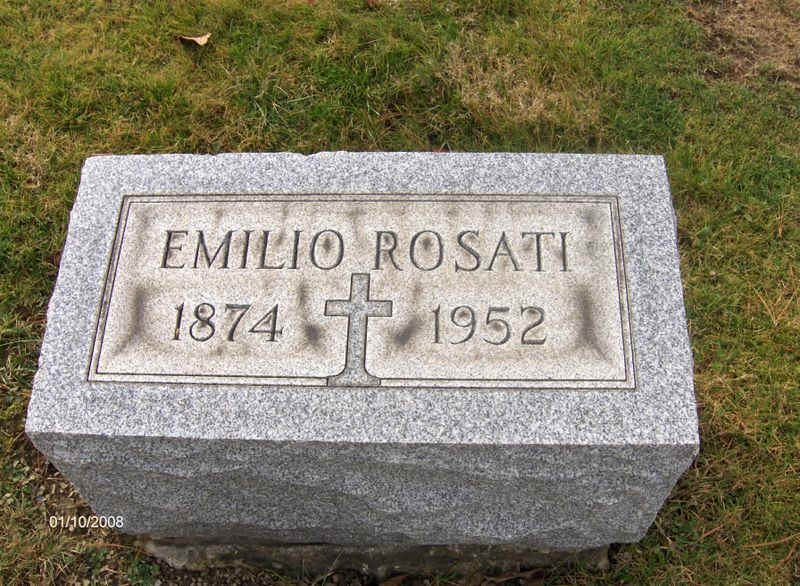 EMILIO ROSATI
1874 1952
01/10/2008